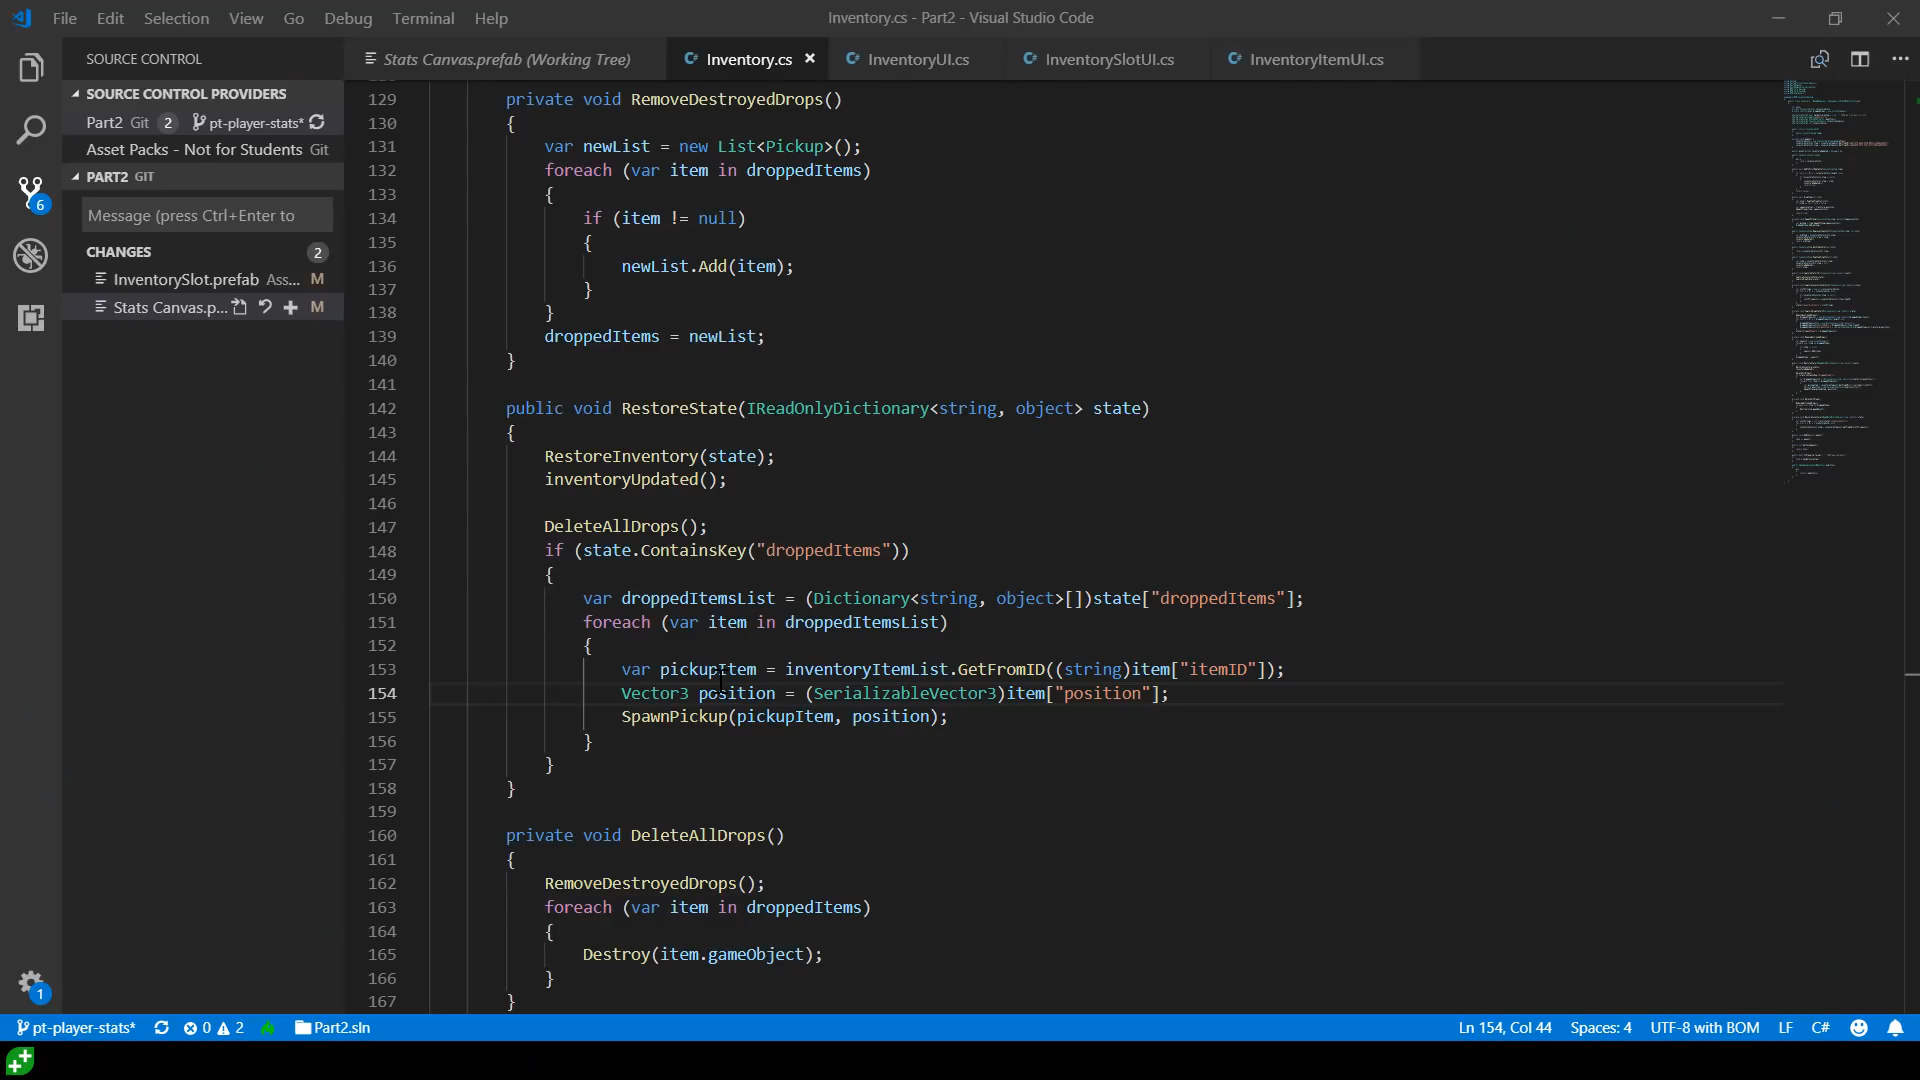 File Edit Selection View Go Debug Terminal Help
Inventory.cs - Part2 - Visual Studio Code
SOURCE CONTROL
Stats Canvas.prefab (Working Tree)
Inventory.cs
InventoryUI.cs
InventorySlotUI.cs
InventoryItemUI.cs
SOURCE CONTROL PROVIDERS
Part2 Git 2 pt-player-stats*
Asset Packs - Not for Students Git
PART2 GIT
Message (press Ctrl+Enter to
CHANGES 2
InventorySlot.prefab Ass... M
Stats Canvas.p... M
6
1
129 private void RemoveDestroyedDrops()
130 {
131 var newList = new List<Pickup>();
132 foreach (var item in droppedItems)
133 {
134 if (item != null)
135 {
136 newList.Add(item);
137 }
138 }
139 droppedItems = newList;
140 }
141
142 public void RestoreState(IReadOnlyDictionary<string, object> state)
143 {
144 RestoreInventory(state);
145 inventoryUpdated();
146
147 DeleteAllDrops();
148 if (state.ContainsKey("droppedItems"))
149 {
150 var droppedItemsList = (Dictionary<string, object>[])state["droppedItems"];
151 foreach (var item in droppedItemsList)
152 {
153 var pickupItem = inventoryItemList.GetFromID((string)item["itemID"]);
154 Vector3 position = (SerializableVector3)item["position"];
155 SpawnPickup(pickupItem, position);
156 }
157 }
158 }
159
160 private void DeleteAllDrops()
161 {
162 RemoveDestroyedDrops();
163 foreach (var item in droppedItems)
164 {
165 Destroy(item.gameObject);
166 }
167 }
pt-player-stats* 0 2 Part2.sln Ln 154, Col 44 Spaces: 4 UTF-8 with BOM LF C#